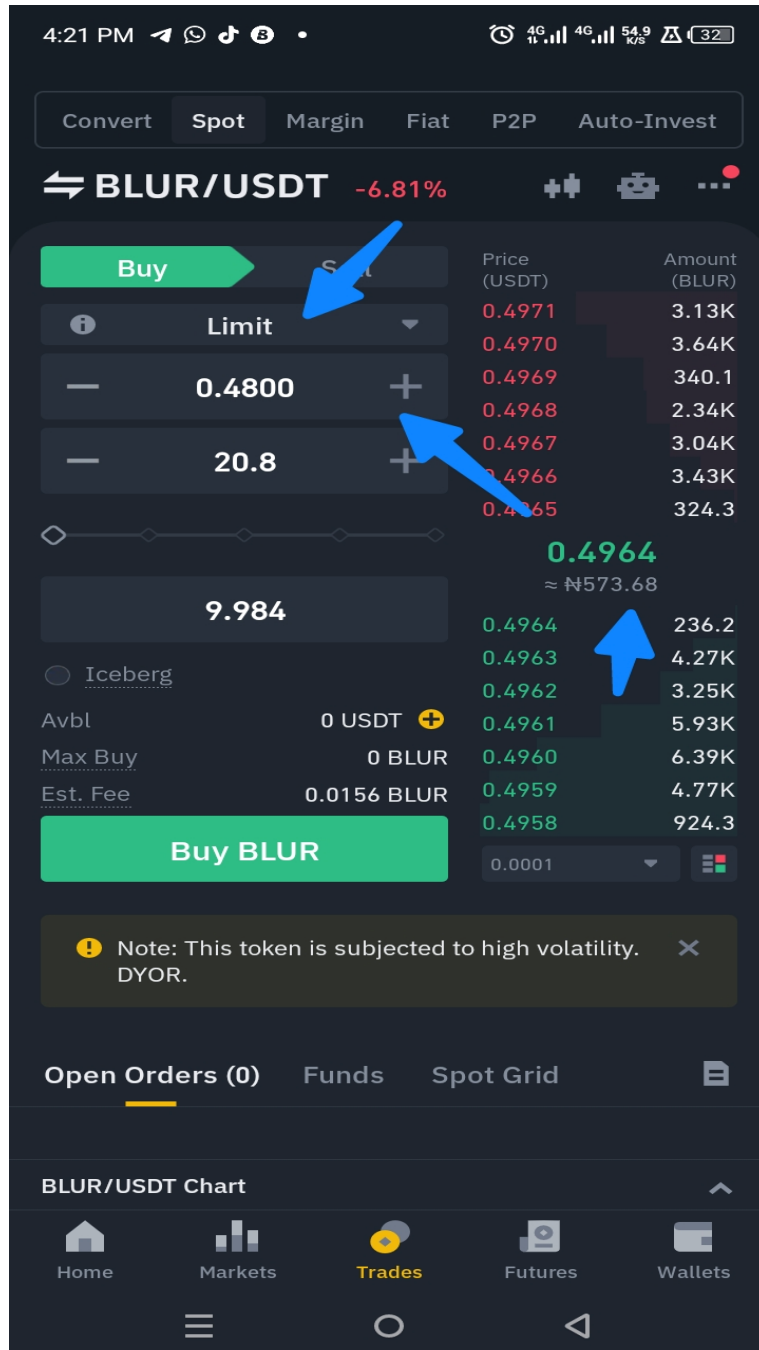 4:21 PM
4G 4G 54.9 K/s 32
Convert Spot Margin Fiat P2P Auto-Invest
BLUR/USDT -6.81%
Buy
Limit
0.4800
20.8
9.984
Iceberg
Avbl 0 USDT
Max Buy 0 BLUR
Est. Fee 0.0156 BLUR
Buy BLUR
Price Amount
(USDT) (BLUR)
0.4971 3.13K
0.4970 3.64K
0.4969 340.1
0.4968 2.34K
0.4967 3.04K
.4966 3.43K
324.3
0.4964
≈ ₦573.68
0.4964 236.2
0.4963 4.27K
0.4962 3.25K
0.4961 5.93K
0.4960 6.39K
0.4959 4.77K
0.4958 924.3
0.0001
Note: This token is subjected to high volatility.
DYOR.
Open Orders (0) Funds Spot Grid
BLUR/USDT Chart
Home Markets Trades Futures Wallets